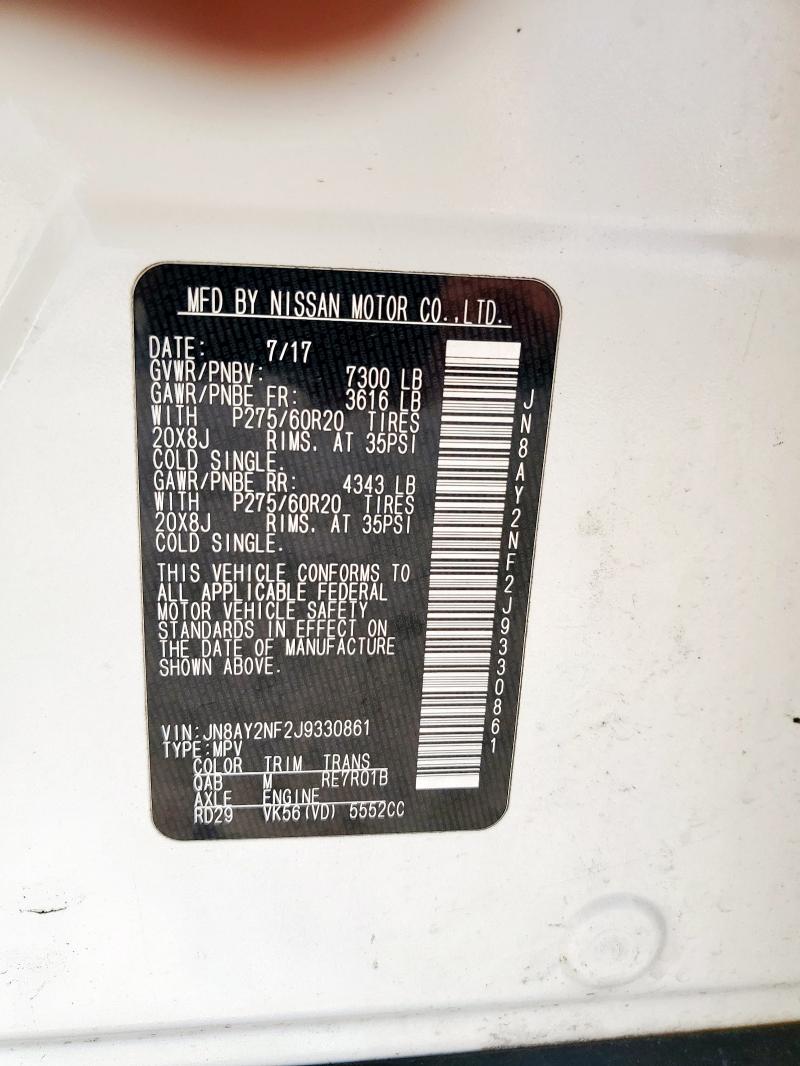 MFD BY NISSAN MOTOR CO.,LTD.
DATE: 7/17
GVWR/PNBV: 7300 LB
GAWR/PNBE FR: 3616 LB
WITH P275/60R20 TIRES
20X8J RIMS. AT 35PSI
COLD SINGLE.
GAWR/PNBE RR: 4343 LB
WITH P275/60R20 TIRES
20X8J RIMS. AT 35PSI
COLD SINGLE.
THIS VEHICLE CONFORMS TO
ALL APPLICABLE FEDERAL
MOTOR VEHICLE SAFETY
STANDARDS IN EFFECT ON
THE DATE OF MANUFACTURE
SHOWN ABOVE.
VIN:JN8AY2NF2J9330861
TYPE:MPV
COLOR TRIM TRANS
QAB M RE7R01B
AXLE ENGINE
RD29 VK56(VD) 5552CC
JN8AY2NF2J9330861